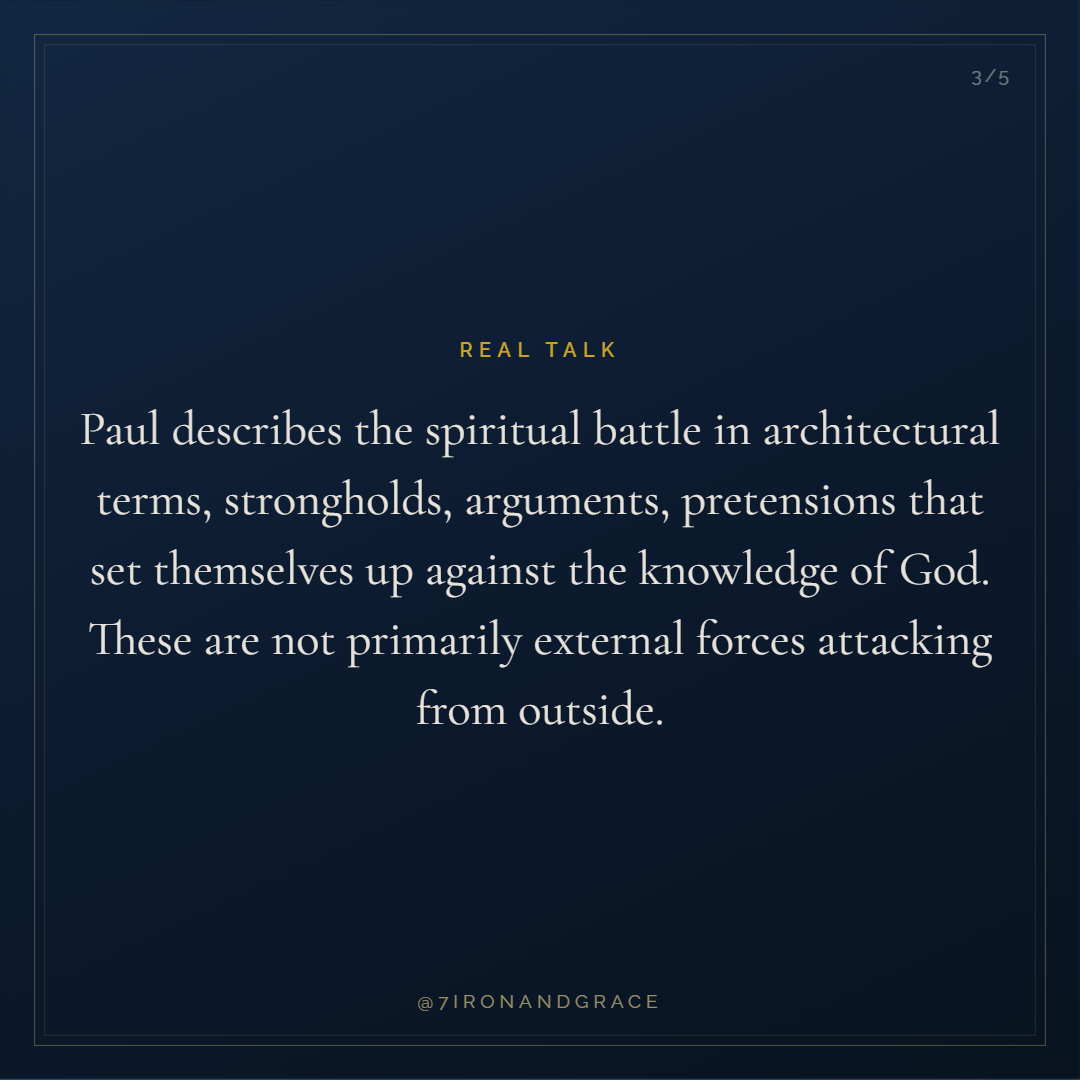 3/5
REAL TALK
Paul describes the spiritual battle in architectural
terms, strongholds, arguments, pretensions that
set themselves up against the knowledge of God.
These are not primarily external forces attacking
from outside.
@7IRONANDGRACE